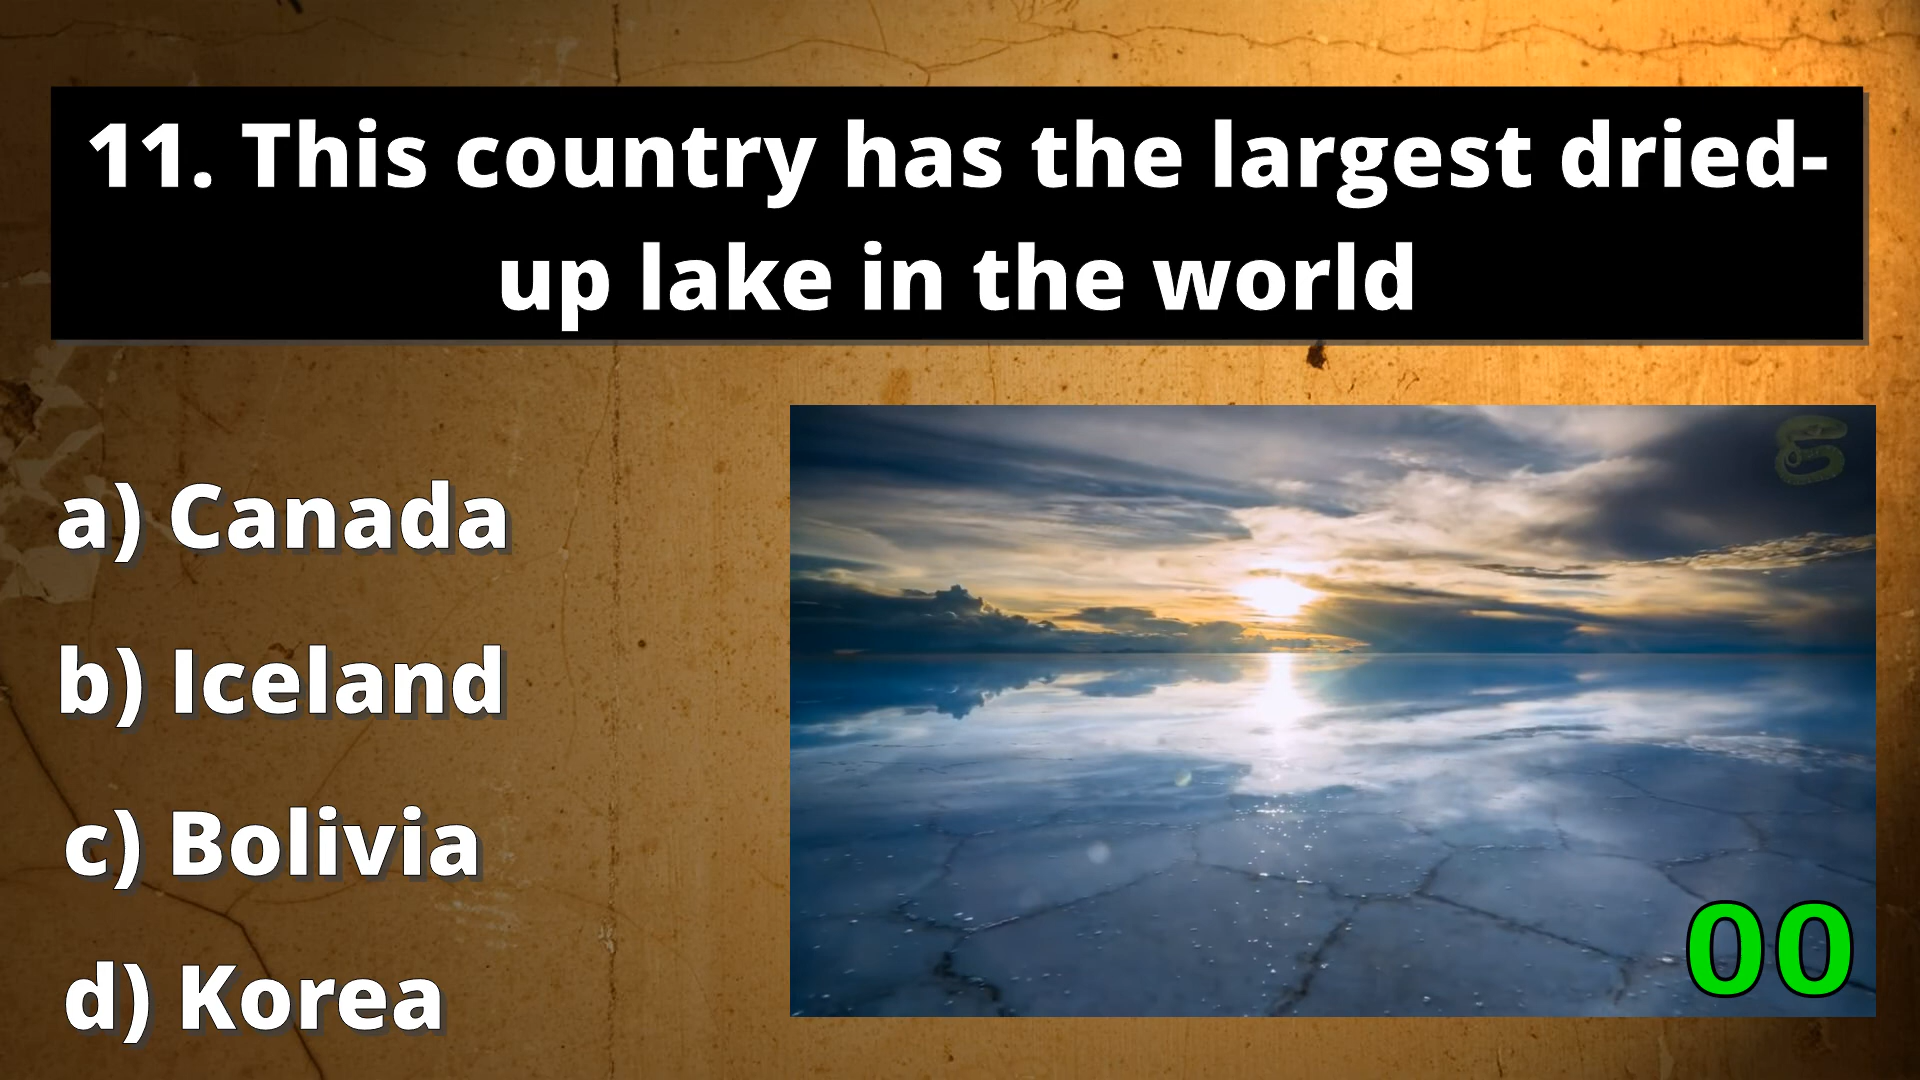 11. This country has the largest dried-
up lake in the world
a) Canada
b) Iceland
c) Bolivia
d) Korea
00